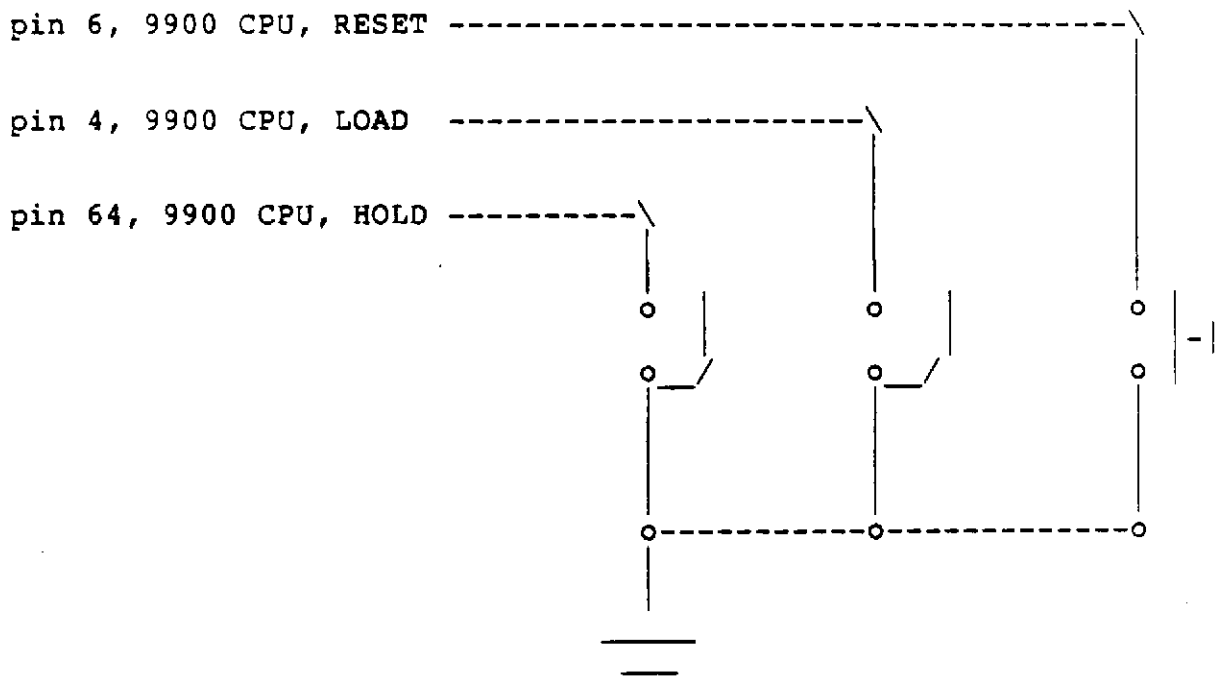 pin 6, 9900 CPU, RESET
pin 4, 9900 CPU, LOAD
pin 64, 9900 CPU, HOLD